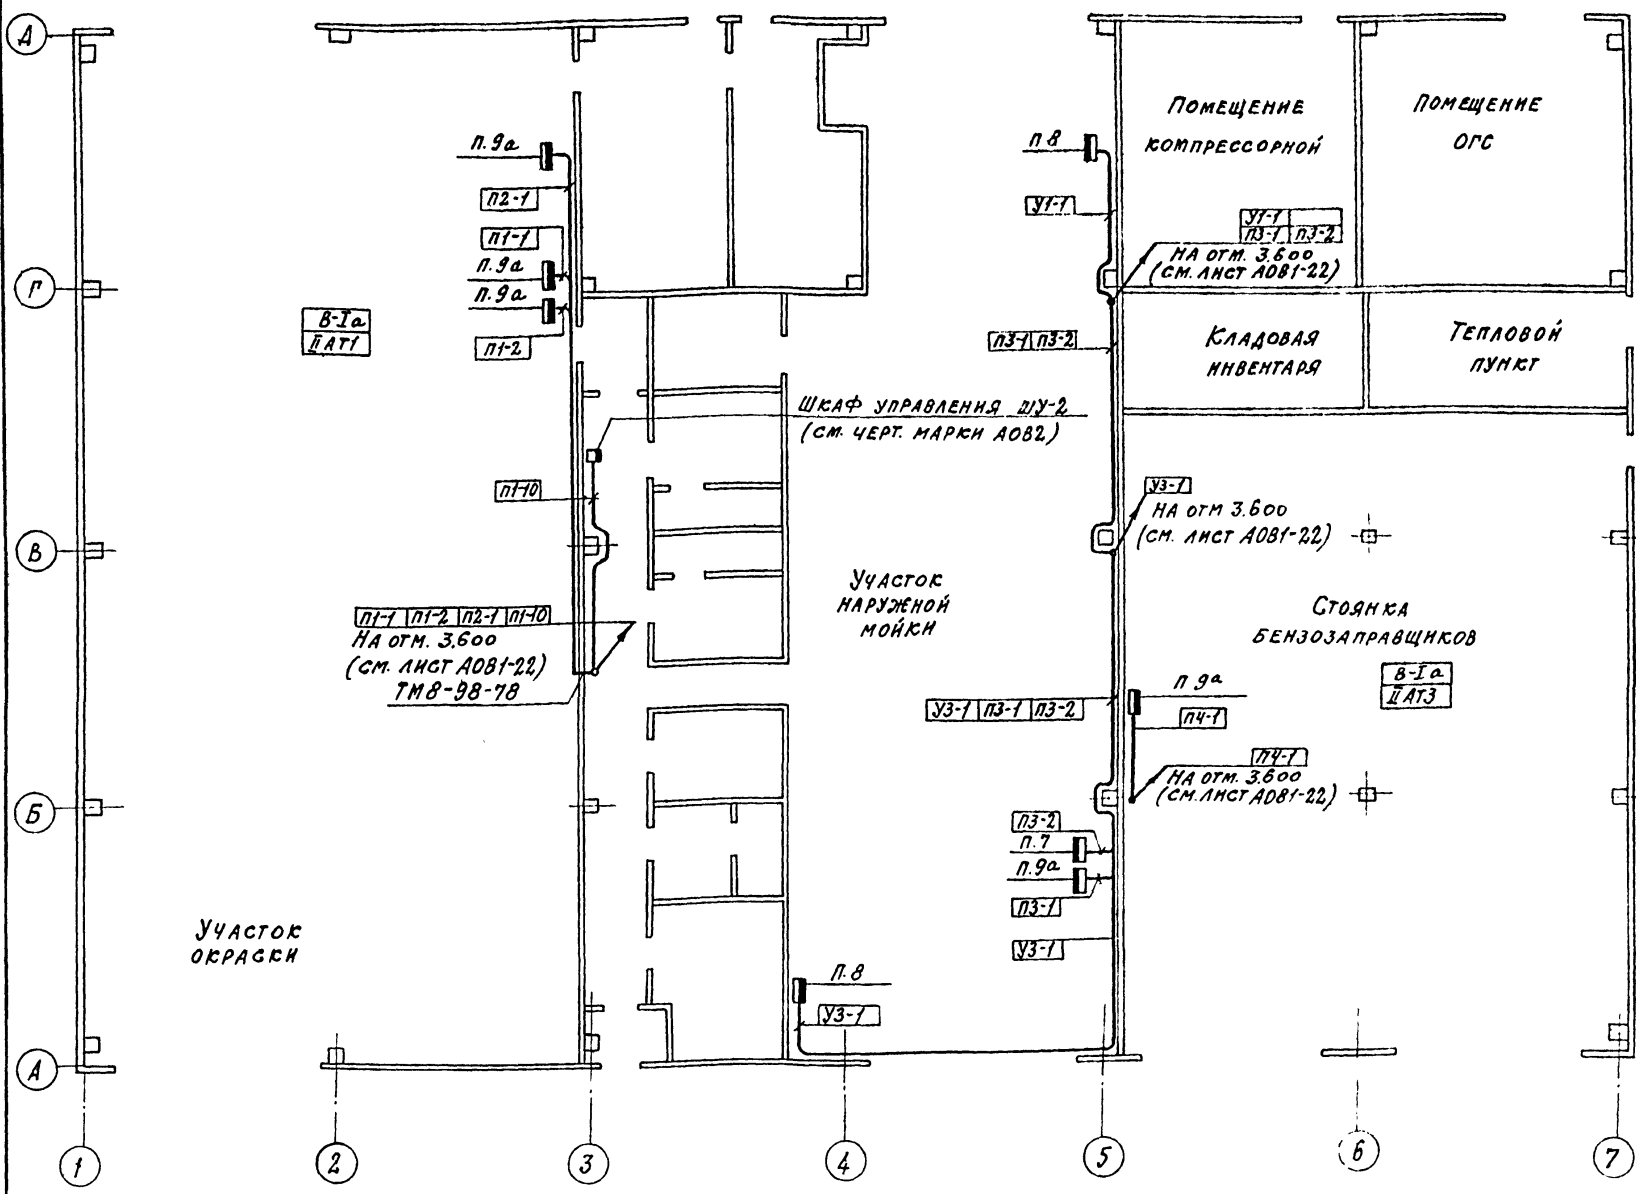 Д
Г
В
Б
А
П.9а
П2-1
П1-1
П.9а
П.9а
П1-2
В-Iа
IIАТ1
П1-10
Шкаф управления ШУ-2
(см. черт. марки АОВ2)
П1-1 П1-2 П2-1 П1-10
на отм. 3,600
(см. лист АОВ1-22)
ТМ8-98-78
Участок
окраски
Участок
наружной
мойки
П.8
У3-1
П 8
У1-1
П3-1 П3-2
У3-1 П3-1 П3-2
П3-2
П.7
П.9а
П3-1
У3-1
Помещение
компрессорной
Помещение
ОГС
У1-1
П3-1 П3-2
на отм. 3.600
(см. лист АОВ1-22)
Кладовая
инвентаря
Тепловой
пункт
У3-1
на отм 3.600
(см. лист АОВ1-22)
Стоянка
бензозаправщиков
В-Iа
IIАТ3
П 9а
П4-1
П4-1
на отм. 3.600
(см. лист АОВ1-22)
1
2
3
4
5
6
7